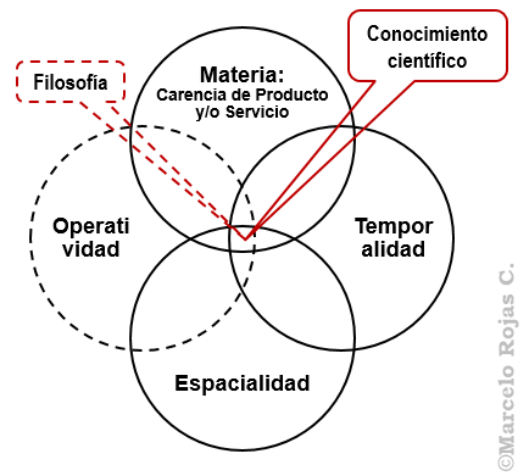 Conocimiento
científico
Filosofía
Materia:
Carencia de Producto
y/o Servicio
Operati
vidad
Tempor
alidad
Espacialidad
©Marcelo Rojas C.